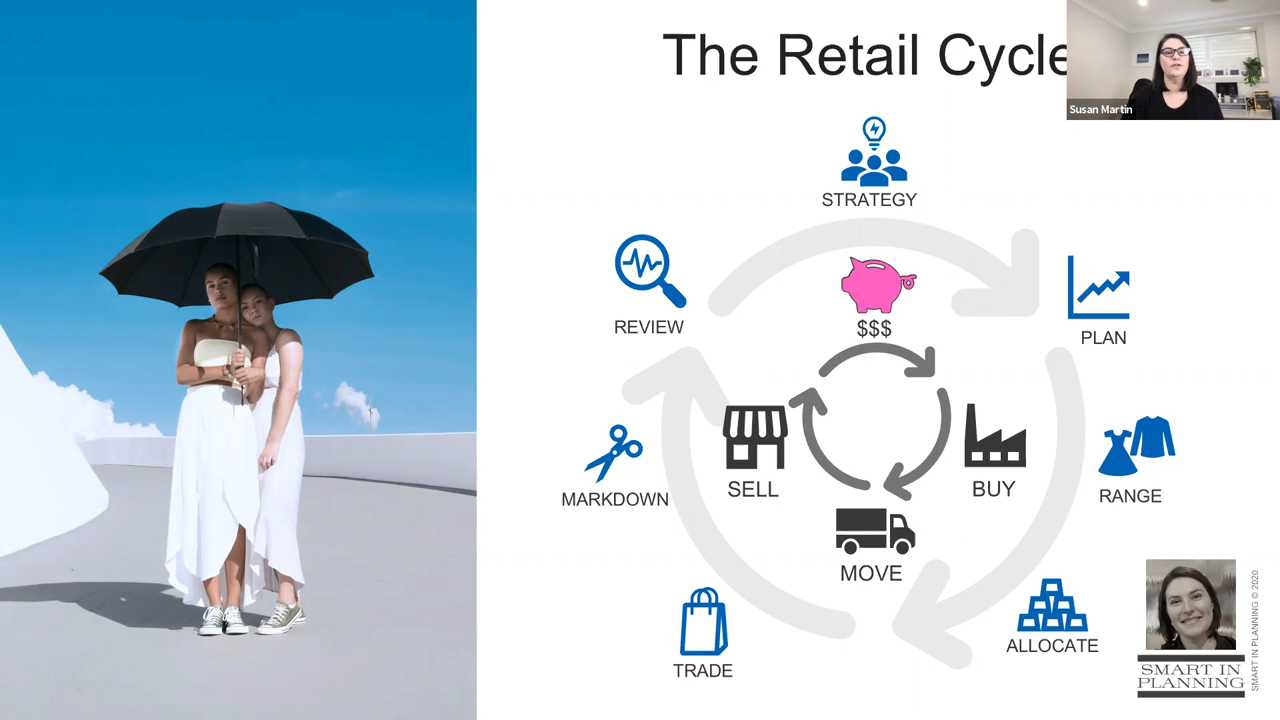 The Retail Cycle
Susan Martin
STRATEGY
REVIEW
$$$
PLAN
MARKDOWN
SELL
BUY
RANGE
MOVE
TRADE
ALLOCATE
SMART IN
PLANNING
SMART IN PLANNING © 2020